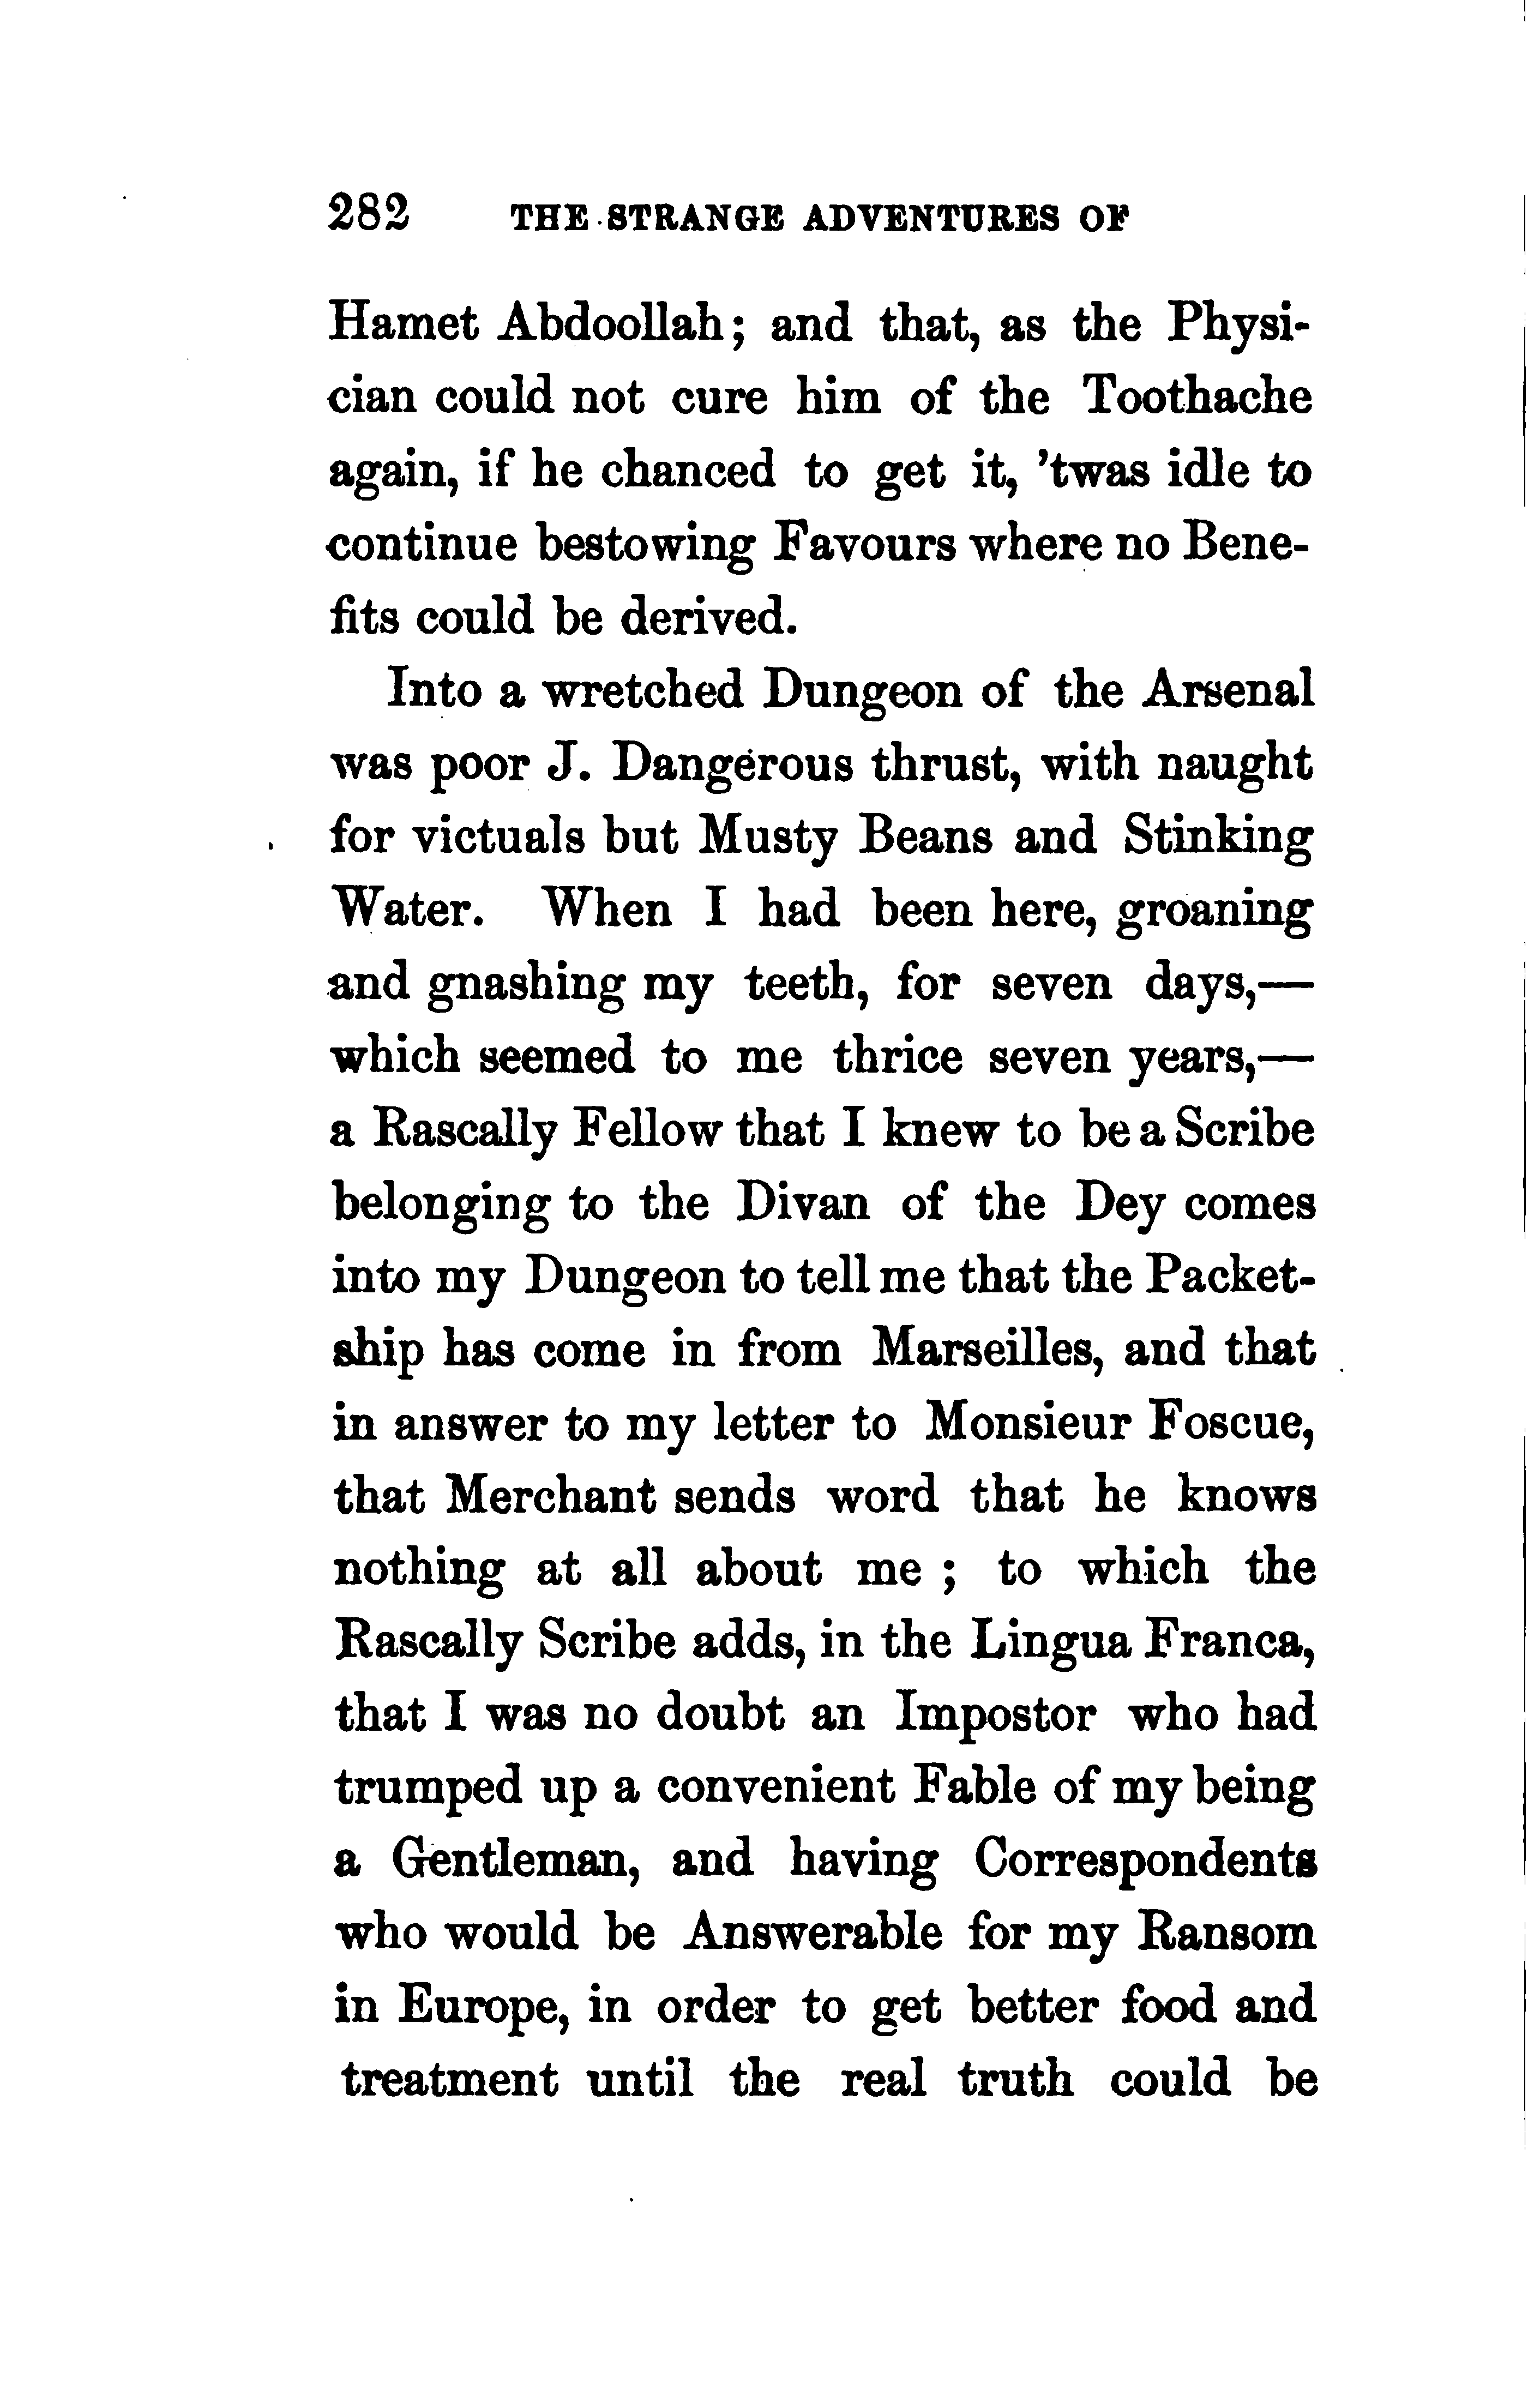 282 THE STRANGE ADVENTURES OF
Hamet Abdoollah; and that, as the Physi-
cian could not cure him of the Toothache
again, if he chanced to get it, ’twas idle to
continue bestowing Favours where no Bene-
fits could be derived.
Into a wretched Dungeon of the Arsenal
was poor J. Dangerous thrust, with naught
for victuals but Musty Beans and Stinking
Water. When I had been here, groaning
and gnashing my teeth, for seven days,—
which seemed to me thrice seven years,—
a Rascally Fellow that I knew to be a Scribe
belonging to the Divan of the Dey comes
into my Dungeon to tell me that the Packet-
ship has come in from Marseilles, and that
in answer to my letter to Monsieur Foscue,
that Merchant sends word that he knows
nothing at all about me ; to which the
Rascally Scribe adds, in the Lingua Franca,
that I was no doubt an Impostor who had
trumped up a convenient Fable of my being
a Gentleman, and having Correspondents
who would be Answerable for my Ransom
in Europe, in order to get better food and
treatment until the real truth could be